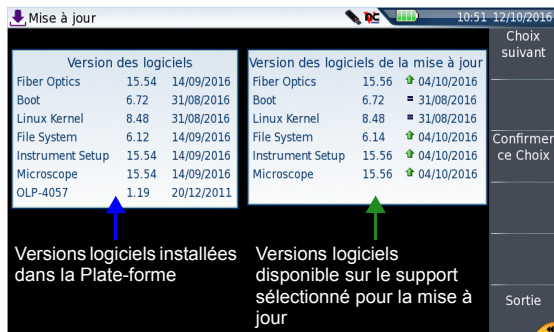 Mise à jour
10:51 12/10/2016
Version des logiciels
Fiber Optics 15.54 14/09/2016
Boot 6.72 31/08/2016
Linux Kernel 8.48 31/08/2016
File System 6.12 14/09/2016
Instrument Setup 15.54 14/09/2016
Microscope 15.54 14/09/2016
OLP-4057 1.19 20/12/2011
Version des logiciels de la mise à jour
Fiber Optics 15.56 04/10/2016
Boot 6.72 = 31/08/2016
Linux Kernel 8.48 = 31/08/2016
File System 6.14 04/10/2016
Instrument Setup 15.56 04/10/2016
Microscope 15.56 04/10/2016
Versions logiciels installées
dans la Plate-forme
Versions logiciels
disponible sur le support
sélectionné pour la mise à
jour
Choix
suivant
Confirmer
ce Choix
Sortie